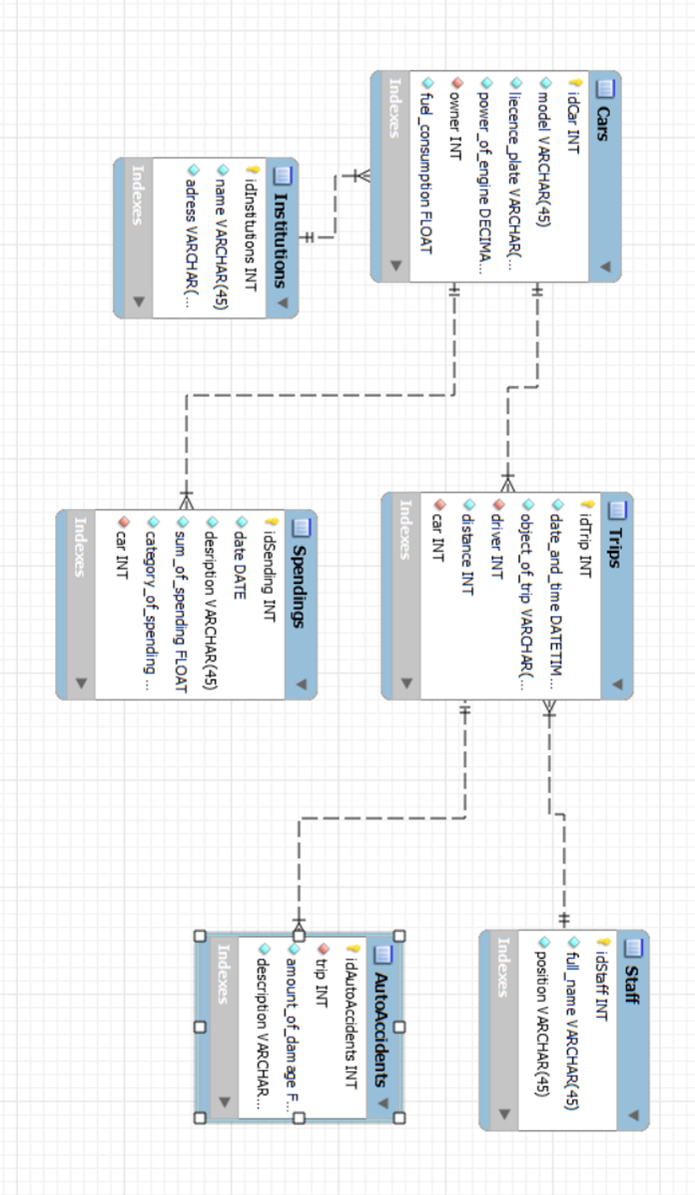 Cars
idCar INT
model VARCHAR(45)
liecence_plate VARCHAR(...
power_of_engine DECIMA...
owner INT
fuel_consumption FLOAT
Indexes
Institutions
idInstitutions INT
name VARCHAR(45)
adress VARCHAR(...
Indexes
Trips
idTrip INT
date_and_time DATETIM...
object_of_trip VARCHAR(...
driver INT
distance INT
car INT
Indexes
Spendings
idSending INT
date DATE
desription VARCHAR(45)
sum_of_spending FLOAT
category_of_spending ...
car INT
Indexes
Staff
idStaff INT
full_name VARCHAR(45)
position VARCHAR(45)
Indexes
AutoAccidents
idAutoAccidents INT
trip INT
amount_of_damage F...
description VARCHAR...
Indexes